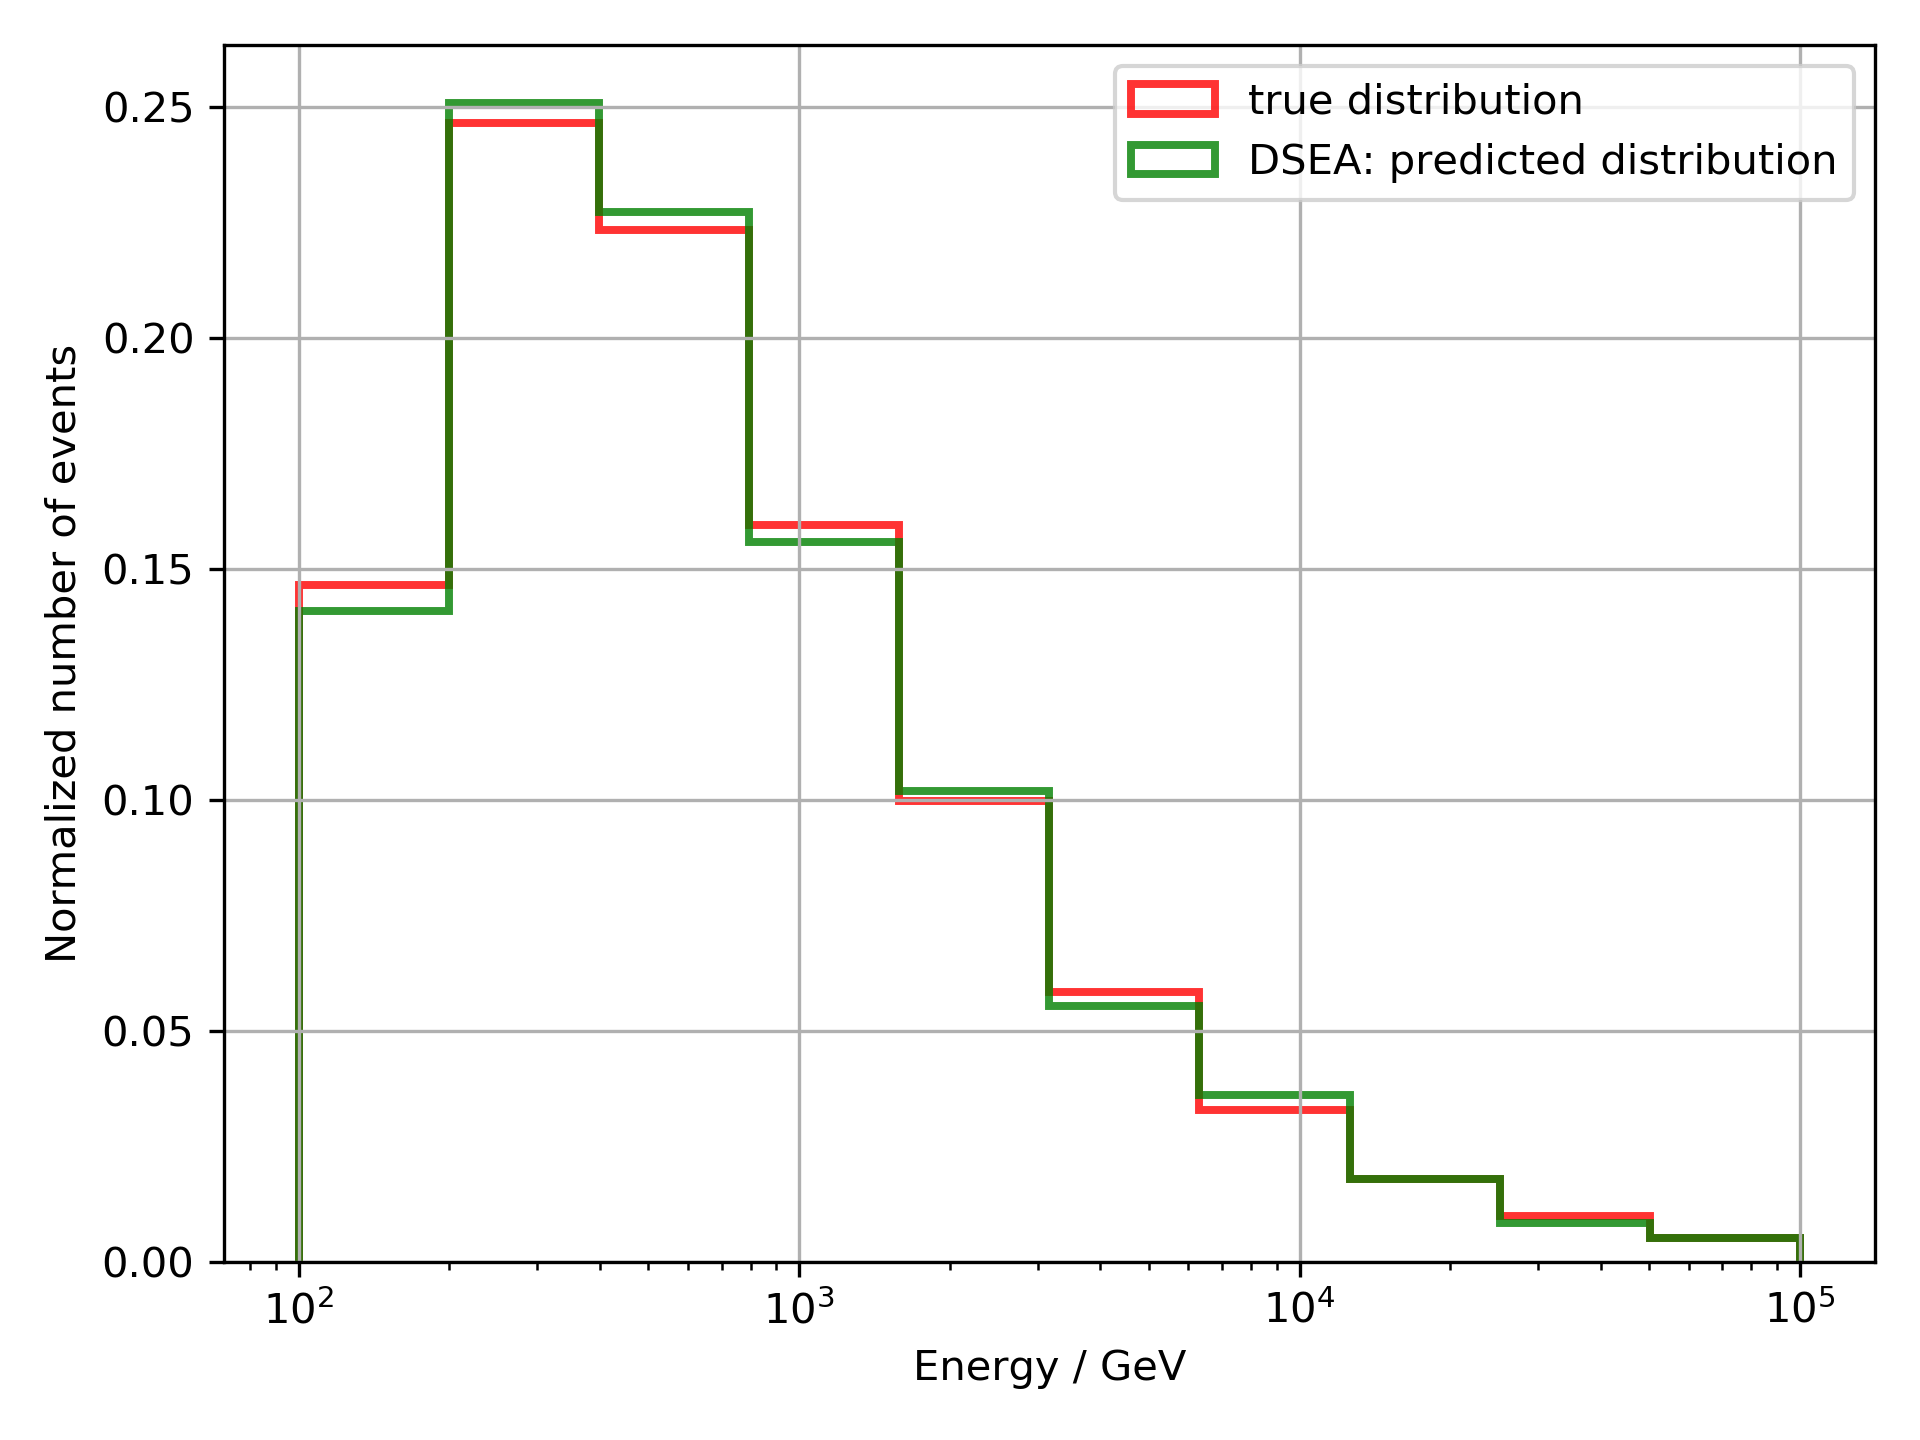 true distribution
DSEA: predicted distribution
0.25
0.20
0.15
0.10
0.05
0.00
Normalized number of events
10² 10³ 10⁴ 10⁵
Energy / GeV